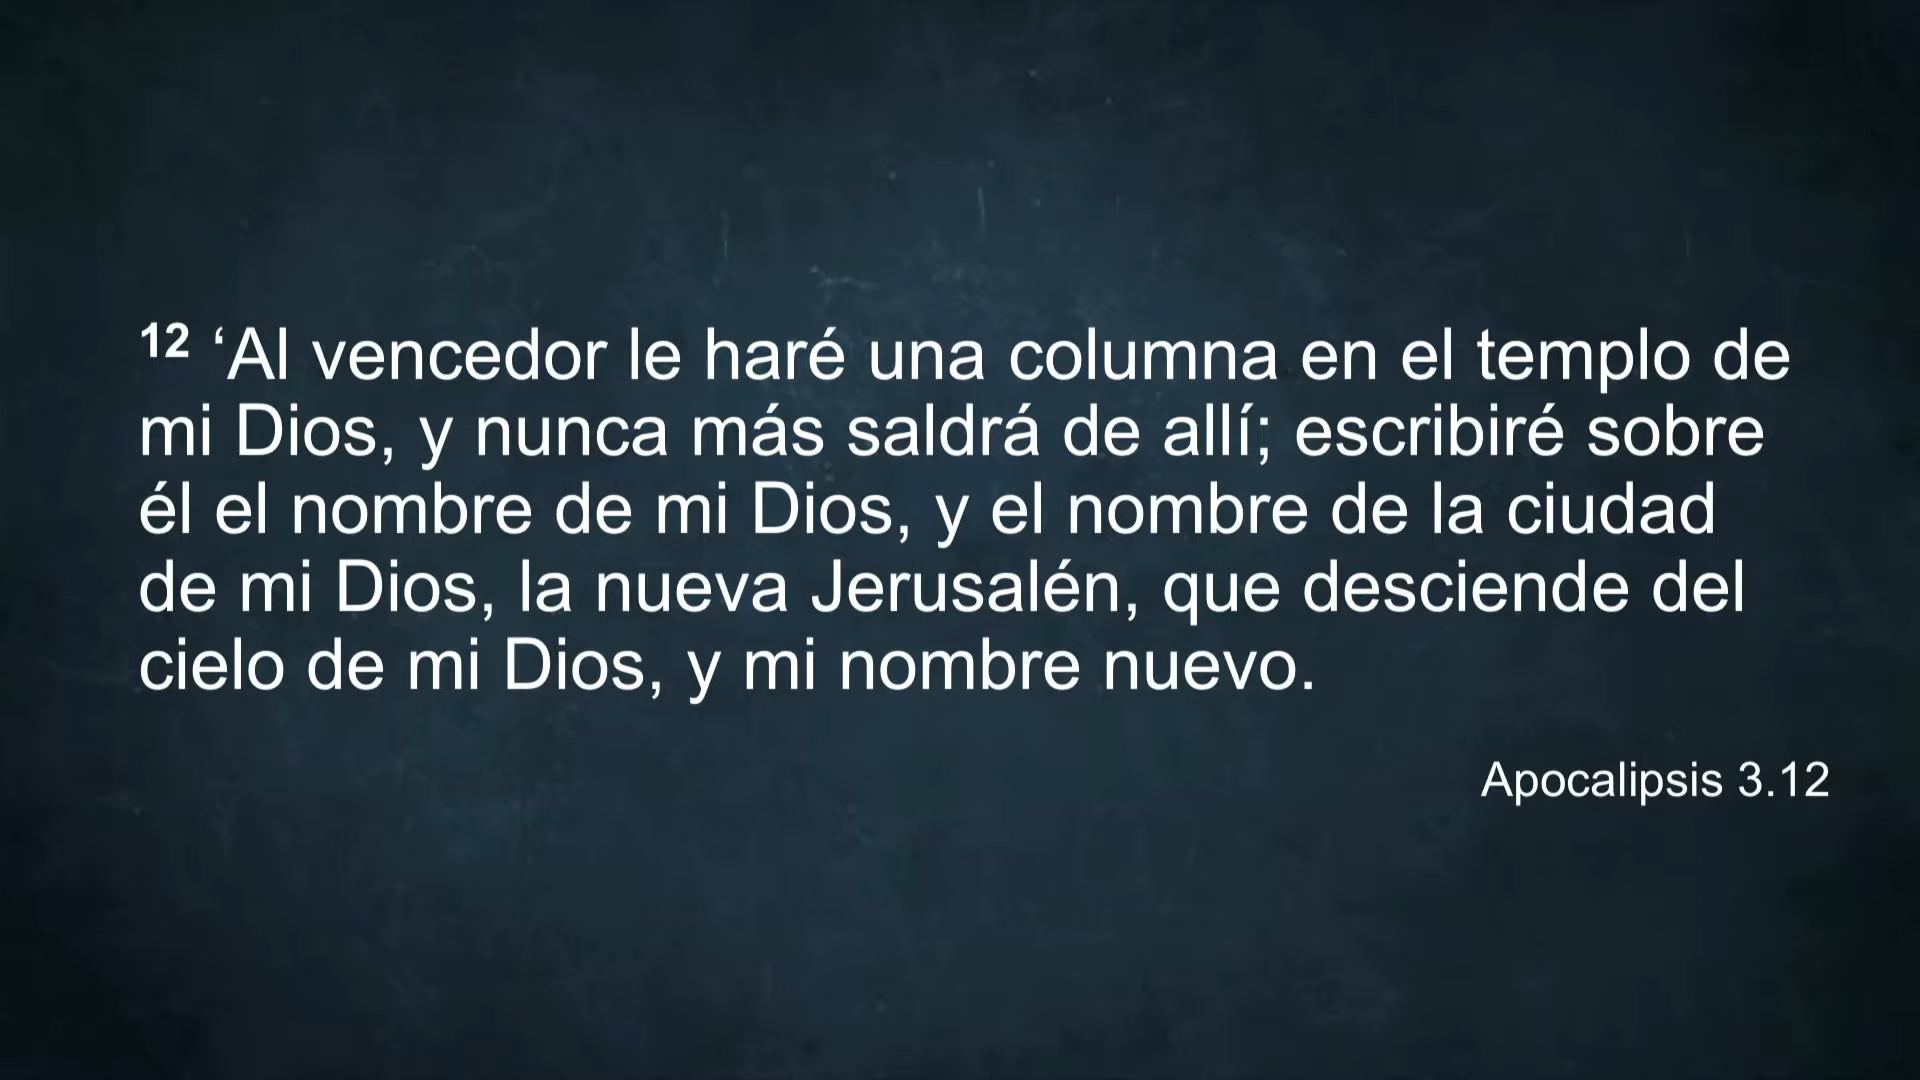 12 ‘Al vencedor le haré una columna en el templo de
mi Dios, y nunca más saldrá de allí; escribiré sobre
él el nombre de mi Dios, y el nombre de la ciudad
de mi Dios, la nueva Jerusalén, que desciende del
cielo de mi Dios, y mi nombre nuevo.
Apocalipsis 3.12